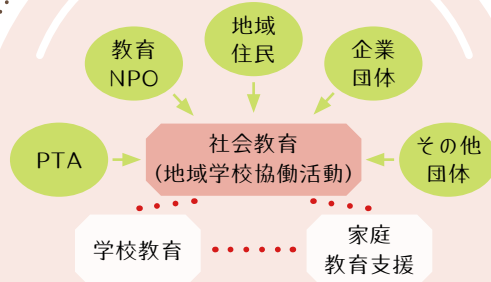 地域
住民
教育
NPO
企業
団体
PTA
社会教育
(地域学校協働活動)
その他
団体
学校教育
家庭
教育支援